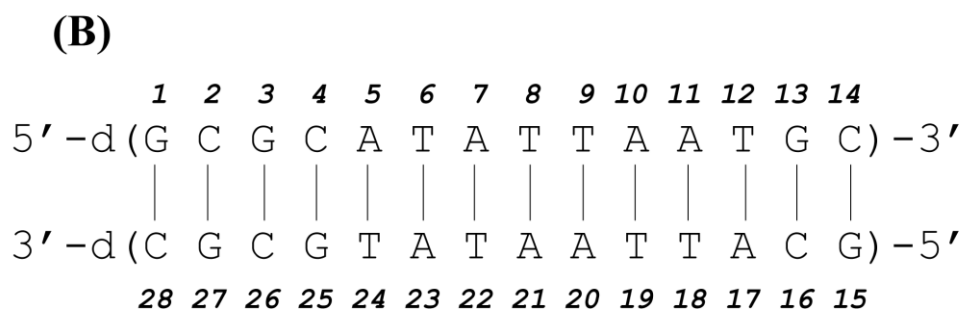 (B)
1 2 3 4 5 6 7 8 9 10 11 12 13 14
5′-d(G C G C A T A T T A A T G C)-3′
3′-d(C G C G T A T A A T T A C G)-5′
28 27 26 25 24 23 22 21 20 19 18 17 16 15